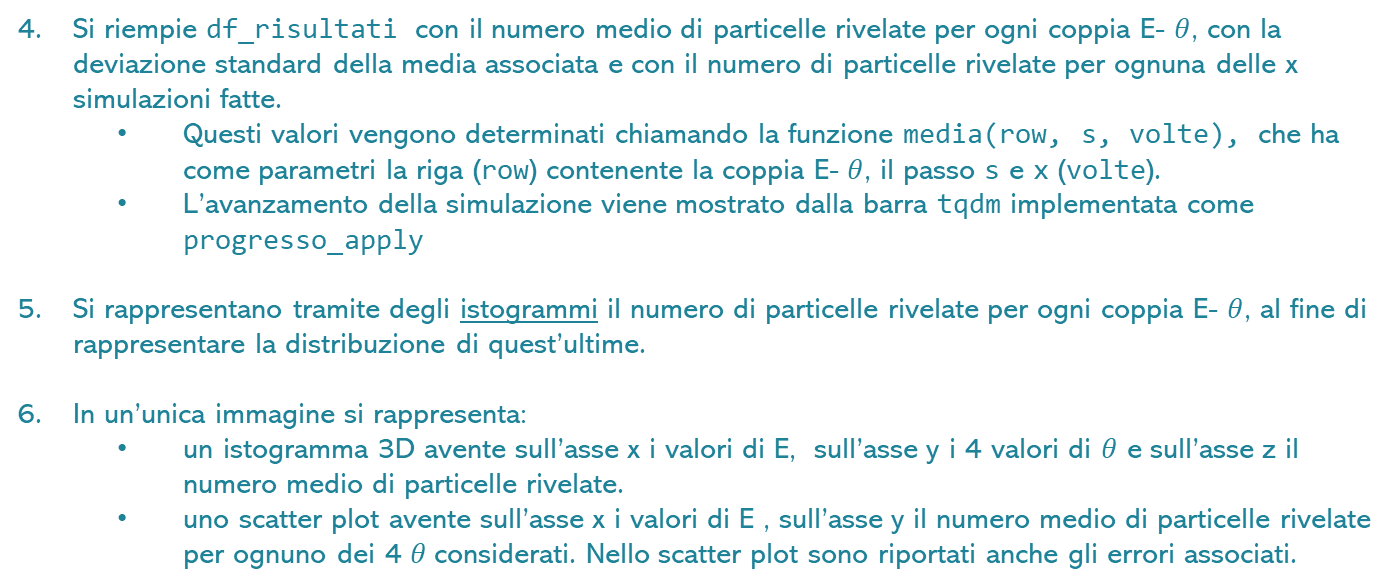 4. Si riempie df_risultati con il numero medio di particelle rivelate per ogni coppia E- θ, con la
deviazione standard della media associata e con il numero di particelle rivelate per ognuna delle x
simulazioni fatte.
• Questi valori vengono determinati chiamando la funzione media(row, s, volte), che ha
come parametri la riga (row) contenente la coppia E- θ, il passo s e x (volte).
• L'avanzamento della simulazione viene mostrato dalla barra tqdm implementata come
progresso_apply
5. Si rappresentano tramite degli istogrammi il numero di particelle rivelate per ogni coppia E- θ, al fine di
rappresentare la distribuzione di quest'ultime.
6. In un'unica immagine si rappresenta:
• un istogramma 3D avente sull'asse x i valori di E, sull'asse y i 4 valori di θ e sull'asse z il
numero medio di particelle rivelate.
• uno scatter plot avente sull'asse x i valori di E , sull'asse y il numero medio di particelle rivelate
per ognuno dei 4 θ considerati. Nello scatter plot sono riportati anche gli errori associati.